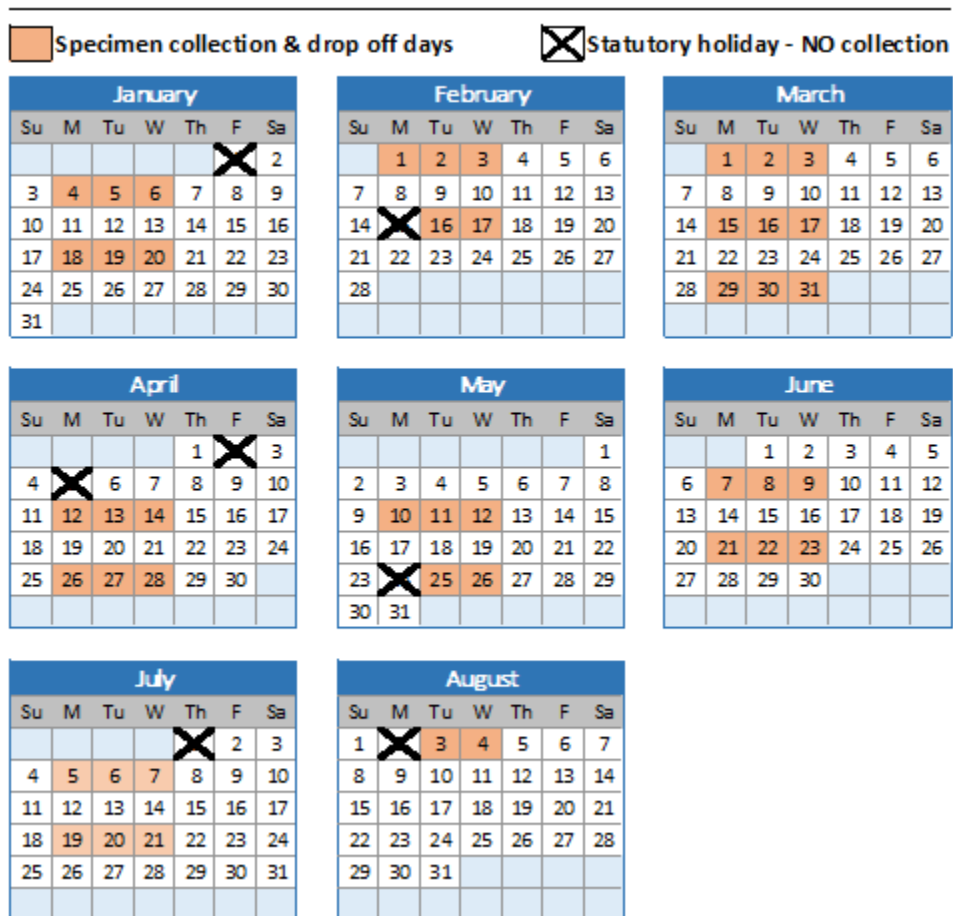 Specimen collection & drop off days Statutory holiday - NO collection
January February March
Su M Tu W Th F Sa Su M Tu W Th F Sa Su M Tu W Th F Sa
2 1 2 3 4 5 6 1 2 3 4 5 6
3 4 5 6 7 8 9 7 8 9 10 11 12 13 7 8 9 10 11 12 13
10 11 12 13 14 15 16 14 16 17 18 19 20 14 15 16 17 18 19 20
17 18 19 20 21 22 23 21 22 23 24 25 26 27 21 22 23 24 25 26 27
24 25 26 27 28 29 30 28 28 29 30 31
31
April May June
Su M Tu W Th F Sa Su M Tu W Th F Sa Su M Tu W Th F Sa
1 3 1 1 2 3 4 5
4 6 7 8 9 10 2 3 4 5 6 7 8 6 7 8 9 10 11 12
11 12 13 14 15 16 17 9 10 11 12 13 14 15 13 14 15 16 17 18 19
18 19 20 21 22 23 24 16 17 18 19 20 21 22 20 21 22 23 24 25 26
25 26 27 28 29 30 23 25 26 27 28 29 27 28 29 30
30 31
July August
Su M Tu W Th F Sa Su M Tu W Th F Sa
2 3 1 3 4 5 6 7
4 5 6 7 8 9 10 8 9 10 11 12 13 14
11 12 13 14 15 16 17 15 16 17 18 19 20 21
18 19 20 21 22 23 24 22 23 24 25 26 27 28
25 26 27 28 29 30 31 29 30 31